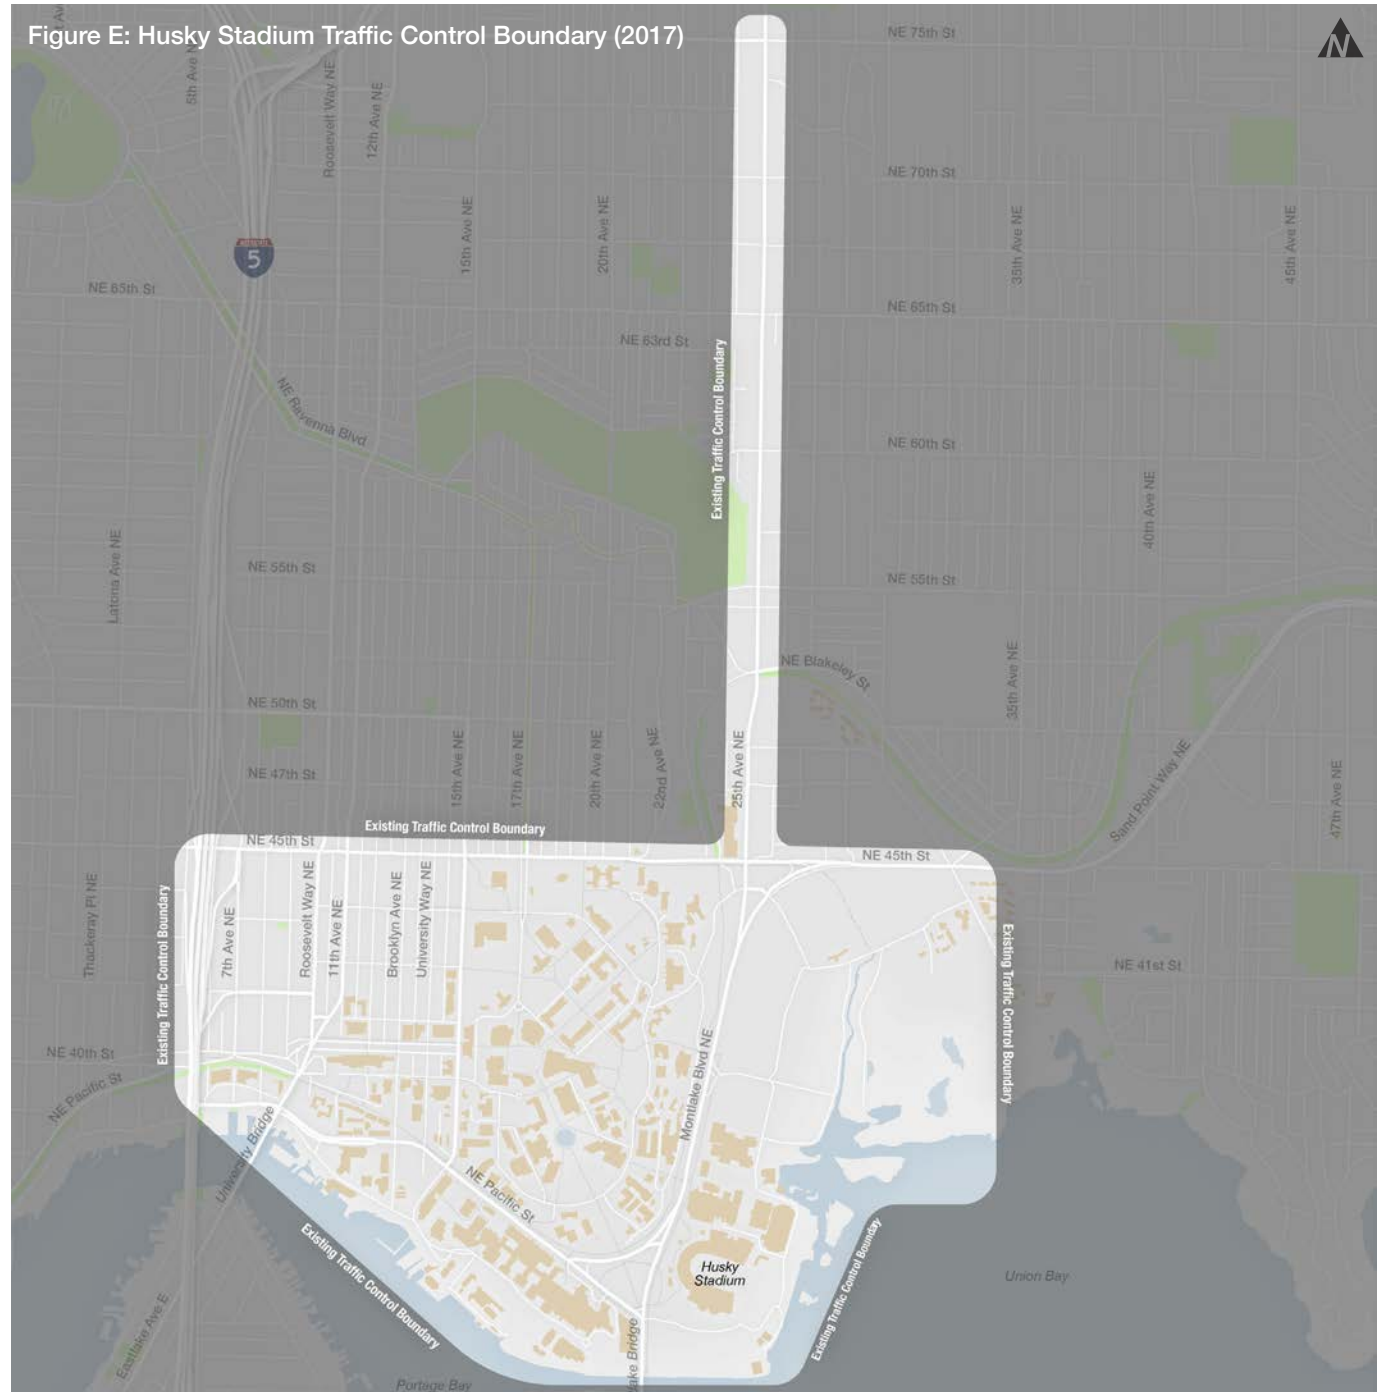 Figure E: Husky Stadium Traffic Control Boundary (2017)
N
NE 75th St
5th Ave N
Roosevelt Way NE
12th Ave NE
NE 70th St
15th Ave NE
20th Ave NE
35th Ave NE
45th Ave NE
5
NE 65th St
NE 65th St
NE 63rd St
Existing Traffic Control Boundary
NE Ravenna Blvd
NE 60th St
40th Ave NE
Latona Ave NE
NE 55th St
NE 55th St
NE Blakeley St
35th Ave NE
NE 50th St
15th Ave NE
17th Ave NE
20th Ave NE
22nd Ave NE
25th Ave NE
NE 47th St
Sand Point Way NE
47th Ave NE
Existing Traffic Control Boundary
NE 45th St
NE 45th St
Thackeray Pl NE
Existing Traffic Control Boundary
7th Ave NE
Roosevelt Way NE
11th Ave NE
Brooklyn Ave NE
University Way NE
Existing Traffic Control Boundary
NE 41st St
NE 40th St
NE Pacific St
Montlake Blvd NE
University Bridge
NE Pacific St
Existing Traffic Control Boundary
Husky
Stadium
Existing Traffic Control Bounday
Union Bay
Eastlake Ave E
lake Bridge
Portage Bay